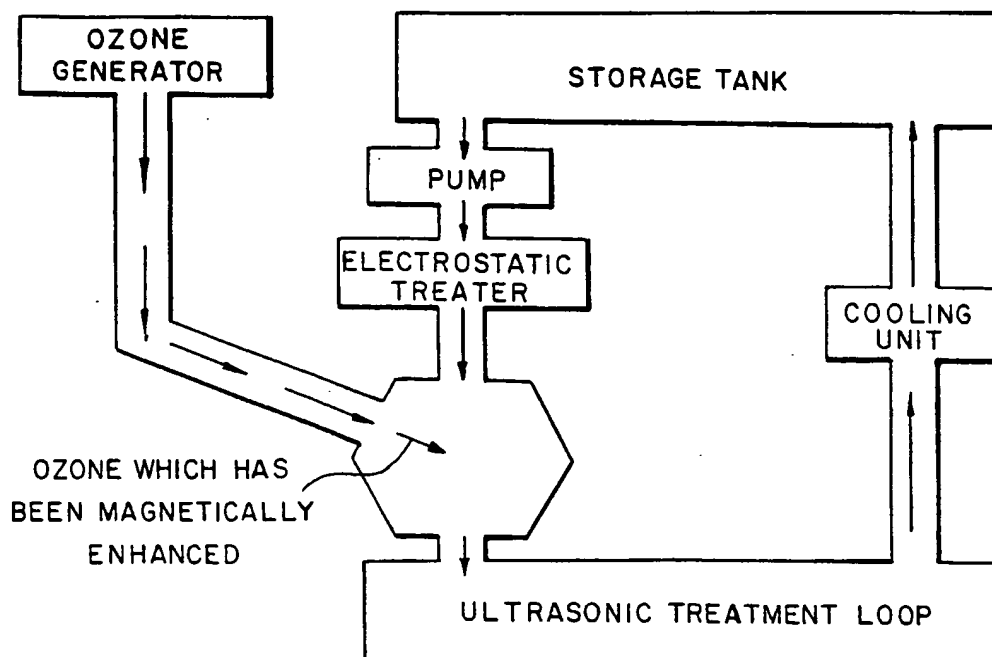 OZONE
GENERATOR
STORAGE TANK
PUMP
ELECTROSTATIC
TREATER
COOLING
UNIT
OZONE WHICH HAS
BEEN MAGNETICALLY
ENHANCED
ULTRASONIC TREATMENT LOOP